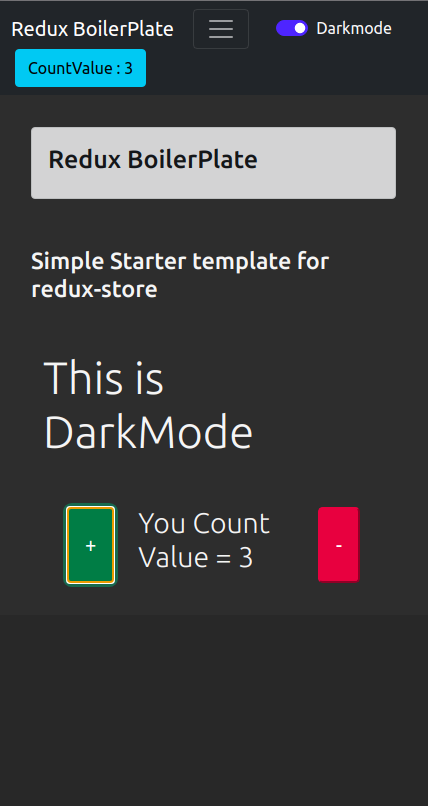 Redux BoilerPlate
Darkmode
CountValue : 3
Redux BoilerPlate
Simple Starter template for
redux-store
This is
DarkMode
+
You Count
Value = 3
-